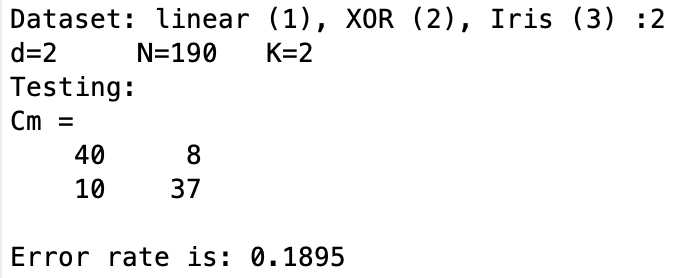 Dataset: linear (1), XOR (2), Iris (3) :2
d=2     N=190   K=2
Testing:
Cm =
    40     8
    10    37
Error rate is: 0.1895